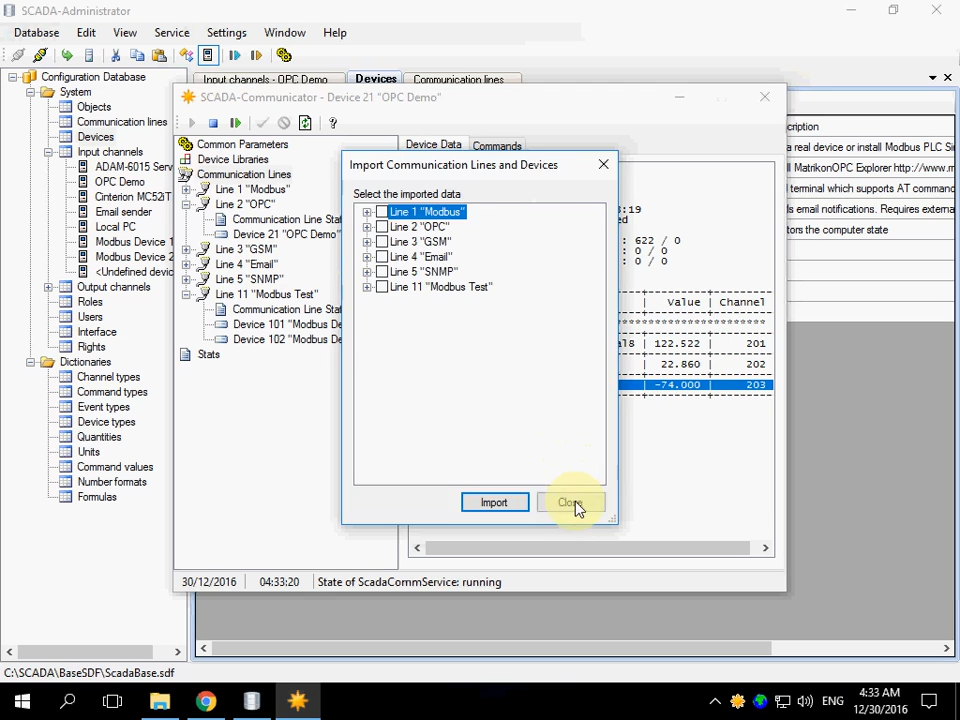 SCADA-Administrator
Database Edit View Service Settings Window Help
Input channels - OPC Demo Devices Communication lines
Configuration Database
System
Objects
Communication lines
Devices
Input channels
ADAM-6015 Serv
OPC Demo
Cinterion MC52iT
Email sender
Local PC
Modbus Device 1
Modbus Device 2
<Undefined devic
Output channels
Roles
Users
Interface
Rights
Dictionaries
Channel types
Command types
Event types
Device types
Quantities
Units
Command values
Number formats
Formulas
SCADA-Communicator - Device 21 "OPC Demo"
Common Parameters
Device Libraries
Communication Lines
Line 1 "Modbus"
Line 2 "OPC"
Communication Line Sta
Device 21 "OPC Demo"
Line 3 "GSM"
Line 4 "Email"
Line 5 "SNMP"
Line 11 "Modbus Test"
Communication Line Sta
Device 101 "Modbus De
Device 102 "Modbus De
Stats
Device Data Commands
Import Communication Lines and Devices
Select the imported data
Line 1 "Modbus"
Line 2 "OPC"
Line 3 "GSM"
Line 4 "Email"
Line 5 "SNMP"
Line 11 "Modbus Test"
Import Close
3:19
ed
: 622 / 0
: 0 / 0
: 0 / 0
| Value | Channel
al8 | 122.522 | 201
| 22.860 | 202
| -74.000 | 203
cription
a real device or install Modbus PLC Si
ll MatrikonOPC Explorer http://www.m
l terminal which supports AT command
ds email notifications. Requires externa
tors the computer state
30/12/2016 04:33:20 State of ScadaCommService: running
C:\SCADA\BaseSDF\ScadaBase.sdf
ENG
4:33 AM
12/30/2016